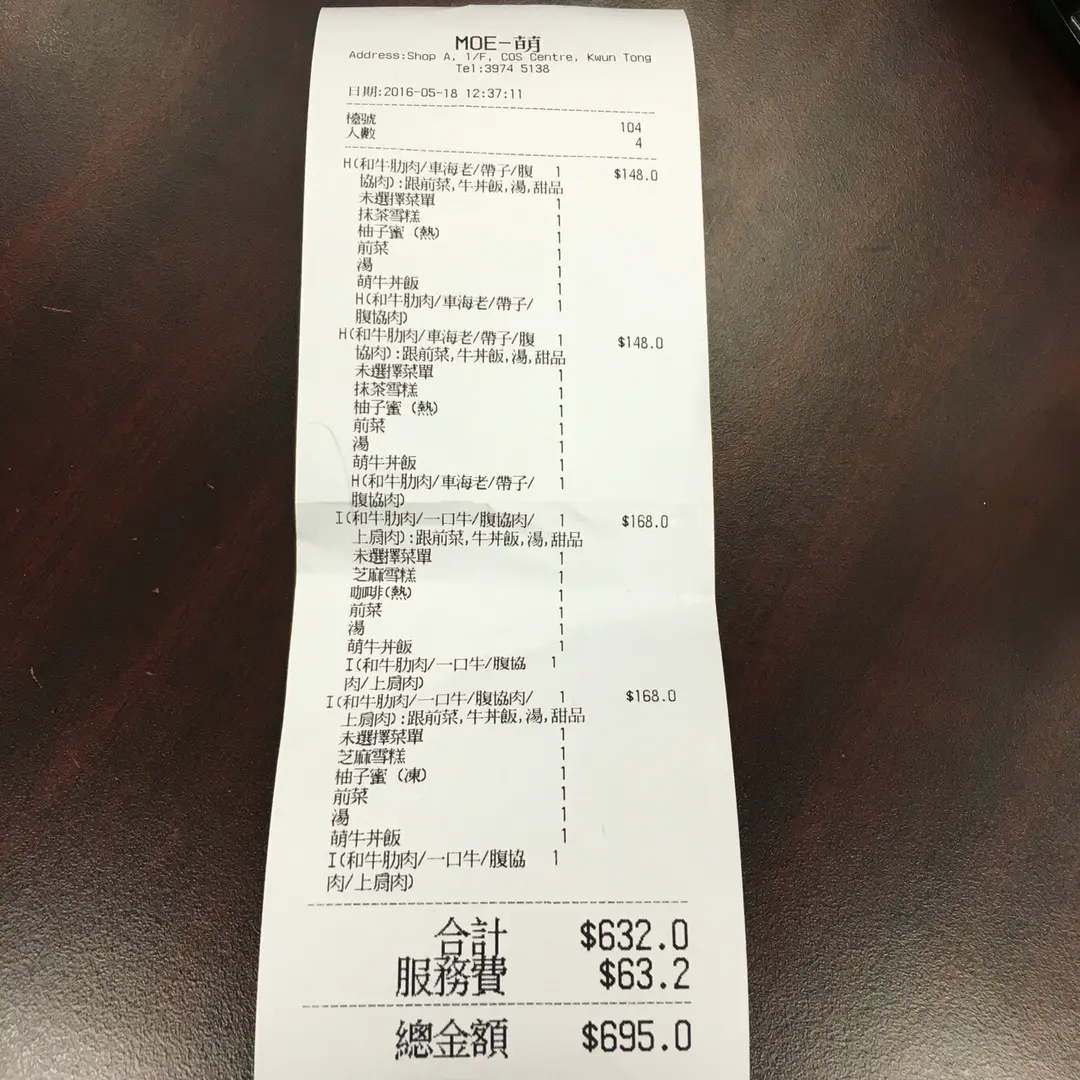 MOE-萌
Address:Shop A, 1/F, COS Centre, Kwun Tong
Tel:3974 5138
日期:2016-05-18 12:37:11
檯號 104
人數 4
H(和牛肋肉/車海老/帶子/腹 1 $148.0
協肉):跟前菜,牛丼飯,湯,甜品
未選擇菜單 1
抹茶雪糕 1
柚子蜜 (熱) 1
前菜 1
湯 1
萌牛丼飯 1
H(和牛肋肉/車海老/帶子/ 1
腹協肉)
H(和牛肋肉/車海老/帶子/腹 1 $148.0
協肉):跟前菜,牛丼飯,湯,甜品
未選擇菜單 1
抹茶雪糕 1
柚子蜜 (熱) 1
前菜 1
湯 1
萌牛丼飯 1
H(和牛肋肉/車海老/帶子/ 1
腹協肉)
I(和牛肋肉/一口牛/腹協肉/ 1 $168.0
上肩肉):跟前菜,牛丼飯,湯,甜品
未選擇菜單 1
芝麻雪糕 1
咖啡(熱) 1
前菜 1
湯 1
萌牛丼飯 1
I(和牛肋肉/一口牛/腹協 1
肉/上肩肉)
I(和牛肋肉/一口牛/腹協肉/ 1 $168.0
上肩肉):跟前菜,牛丼飯,湯,甜品
未選擇菜單 1
芝麻雪糕 1
柚子蜜 (凍) 1
前菜 1
湯 1
萌牛丼飯 1
I(和牛肋肉/一口牛/腹協 1
肉/上肩肉)
合計 $632.0
服務費 $63.2
總金額 $695.0